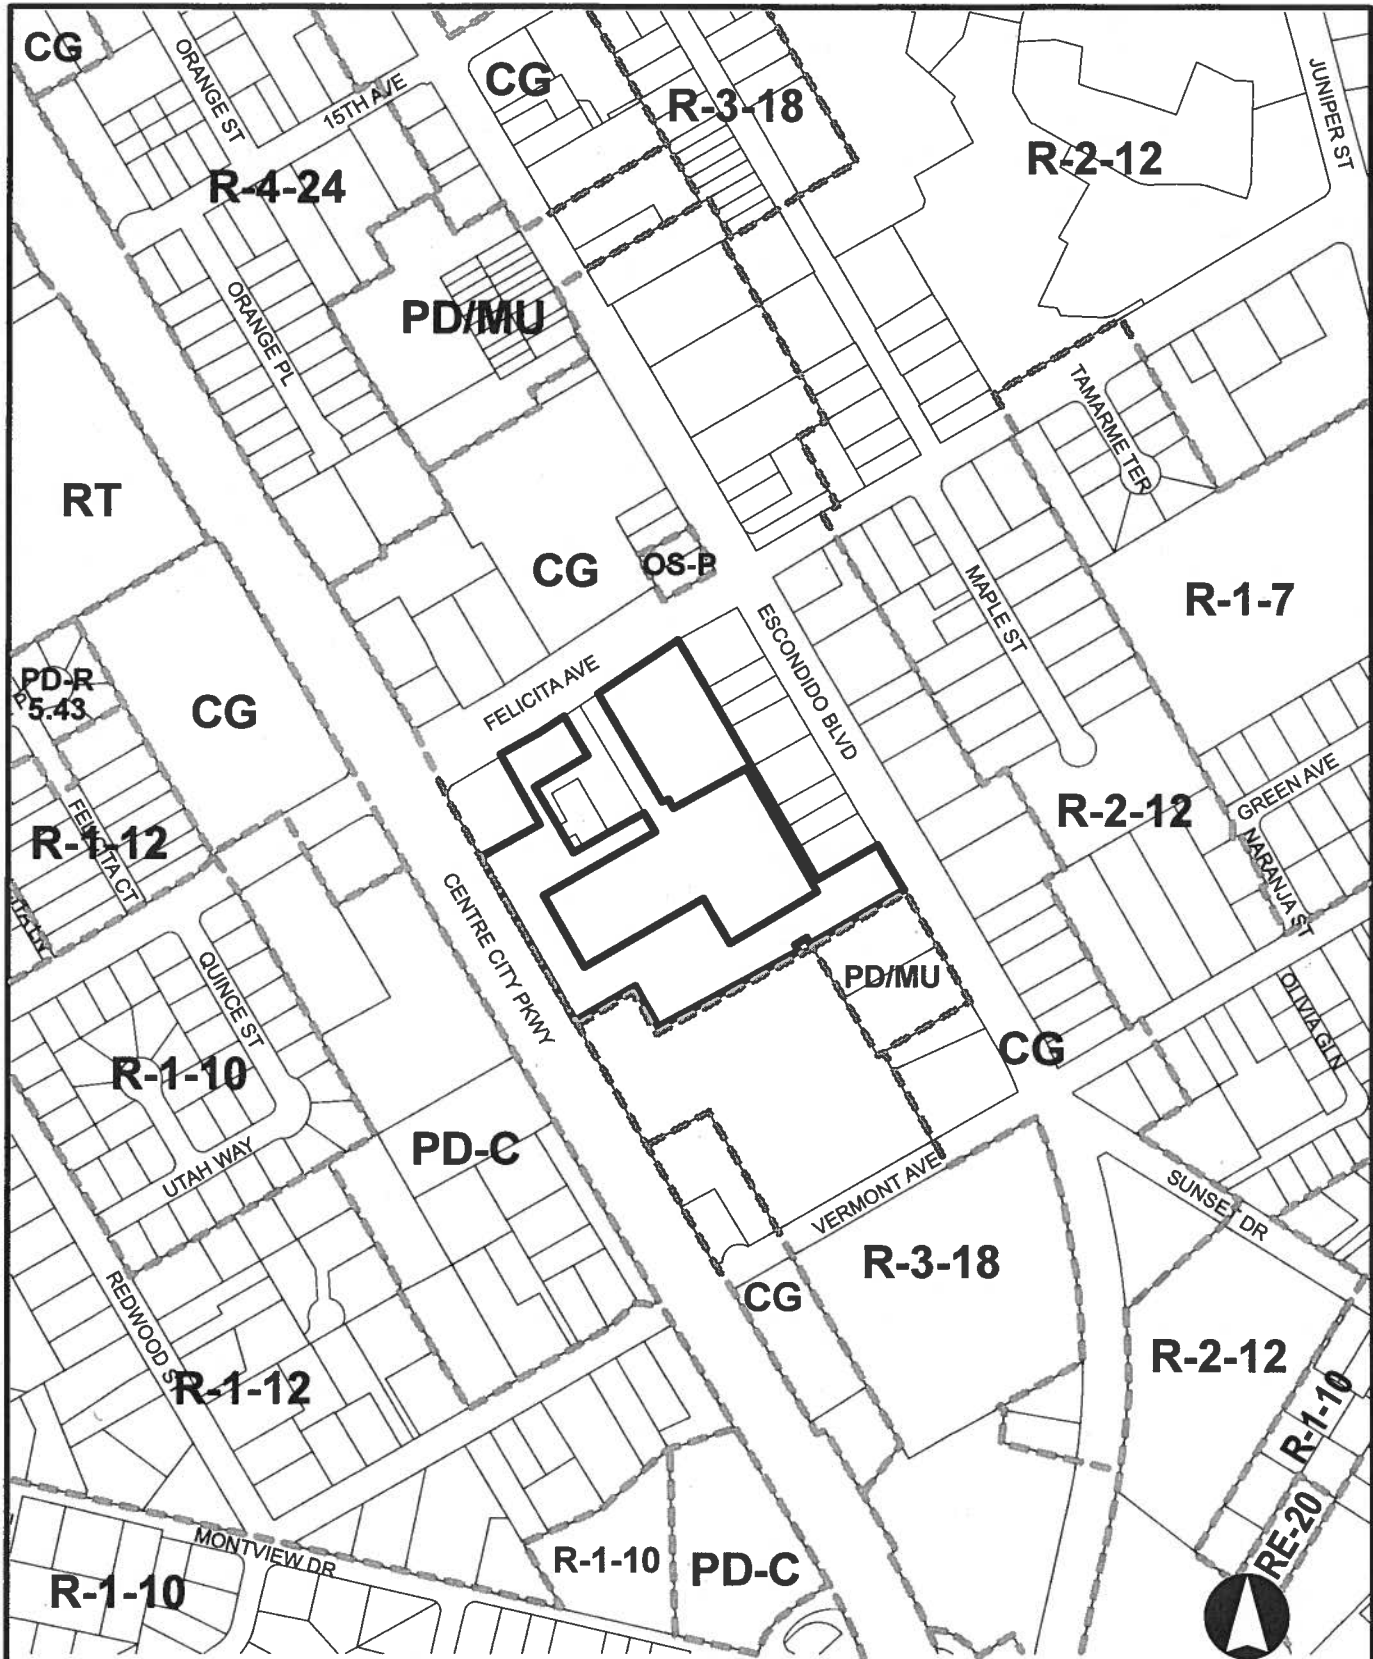 CG
ORANGE ST
15TH AVE
CG
R-3-18
JUNIPER ST
R-2-12
R-4-24
ORANGE PL
PD/MU
TAMARME TER
RT
CG
OS-P
MAPLE ST
R-1-7
ESCONDIDO BLVD
FELICITA AVE
PD-R
5.43
CG
GREEN AVE
R-2-12
NARANJA ST
R-1-12
FELICITA CT
CENTRE CITY PKWY
QUINCE ST
PD/MU
OLIVIA GLN
CG
R-1-10
PD-C
UTAH WAY
VERMONT AVE
SUNSET DR
R-3-18
CG
REDWOOD S
R-1-12
R-2-12
R-1-10
RE-20
MONTVIEW DR
R-1-10
R-1-10
PD-C